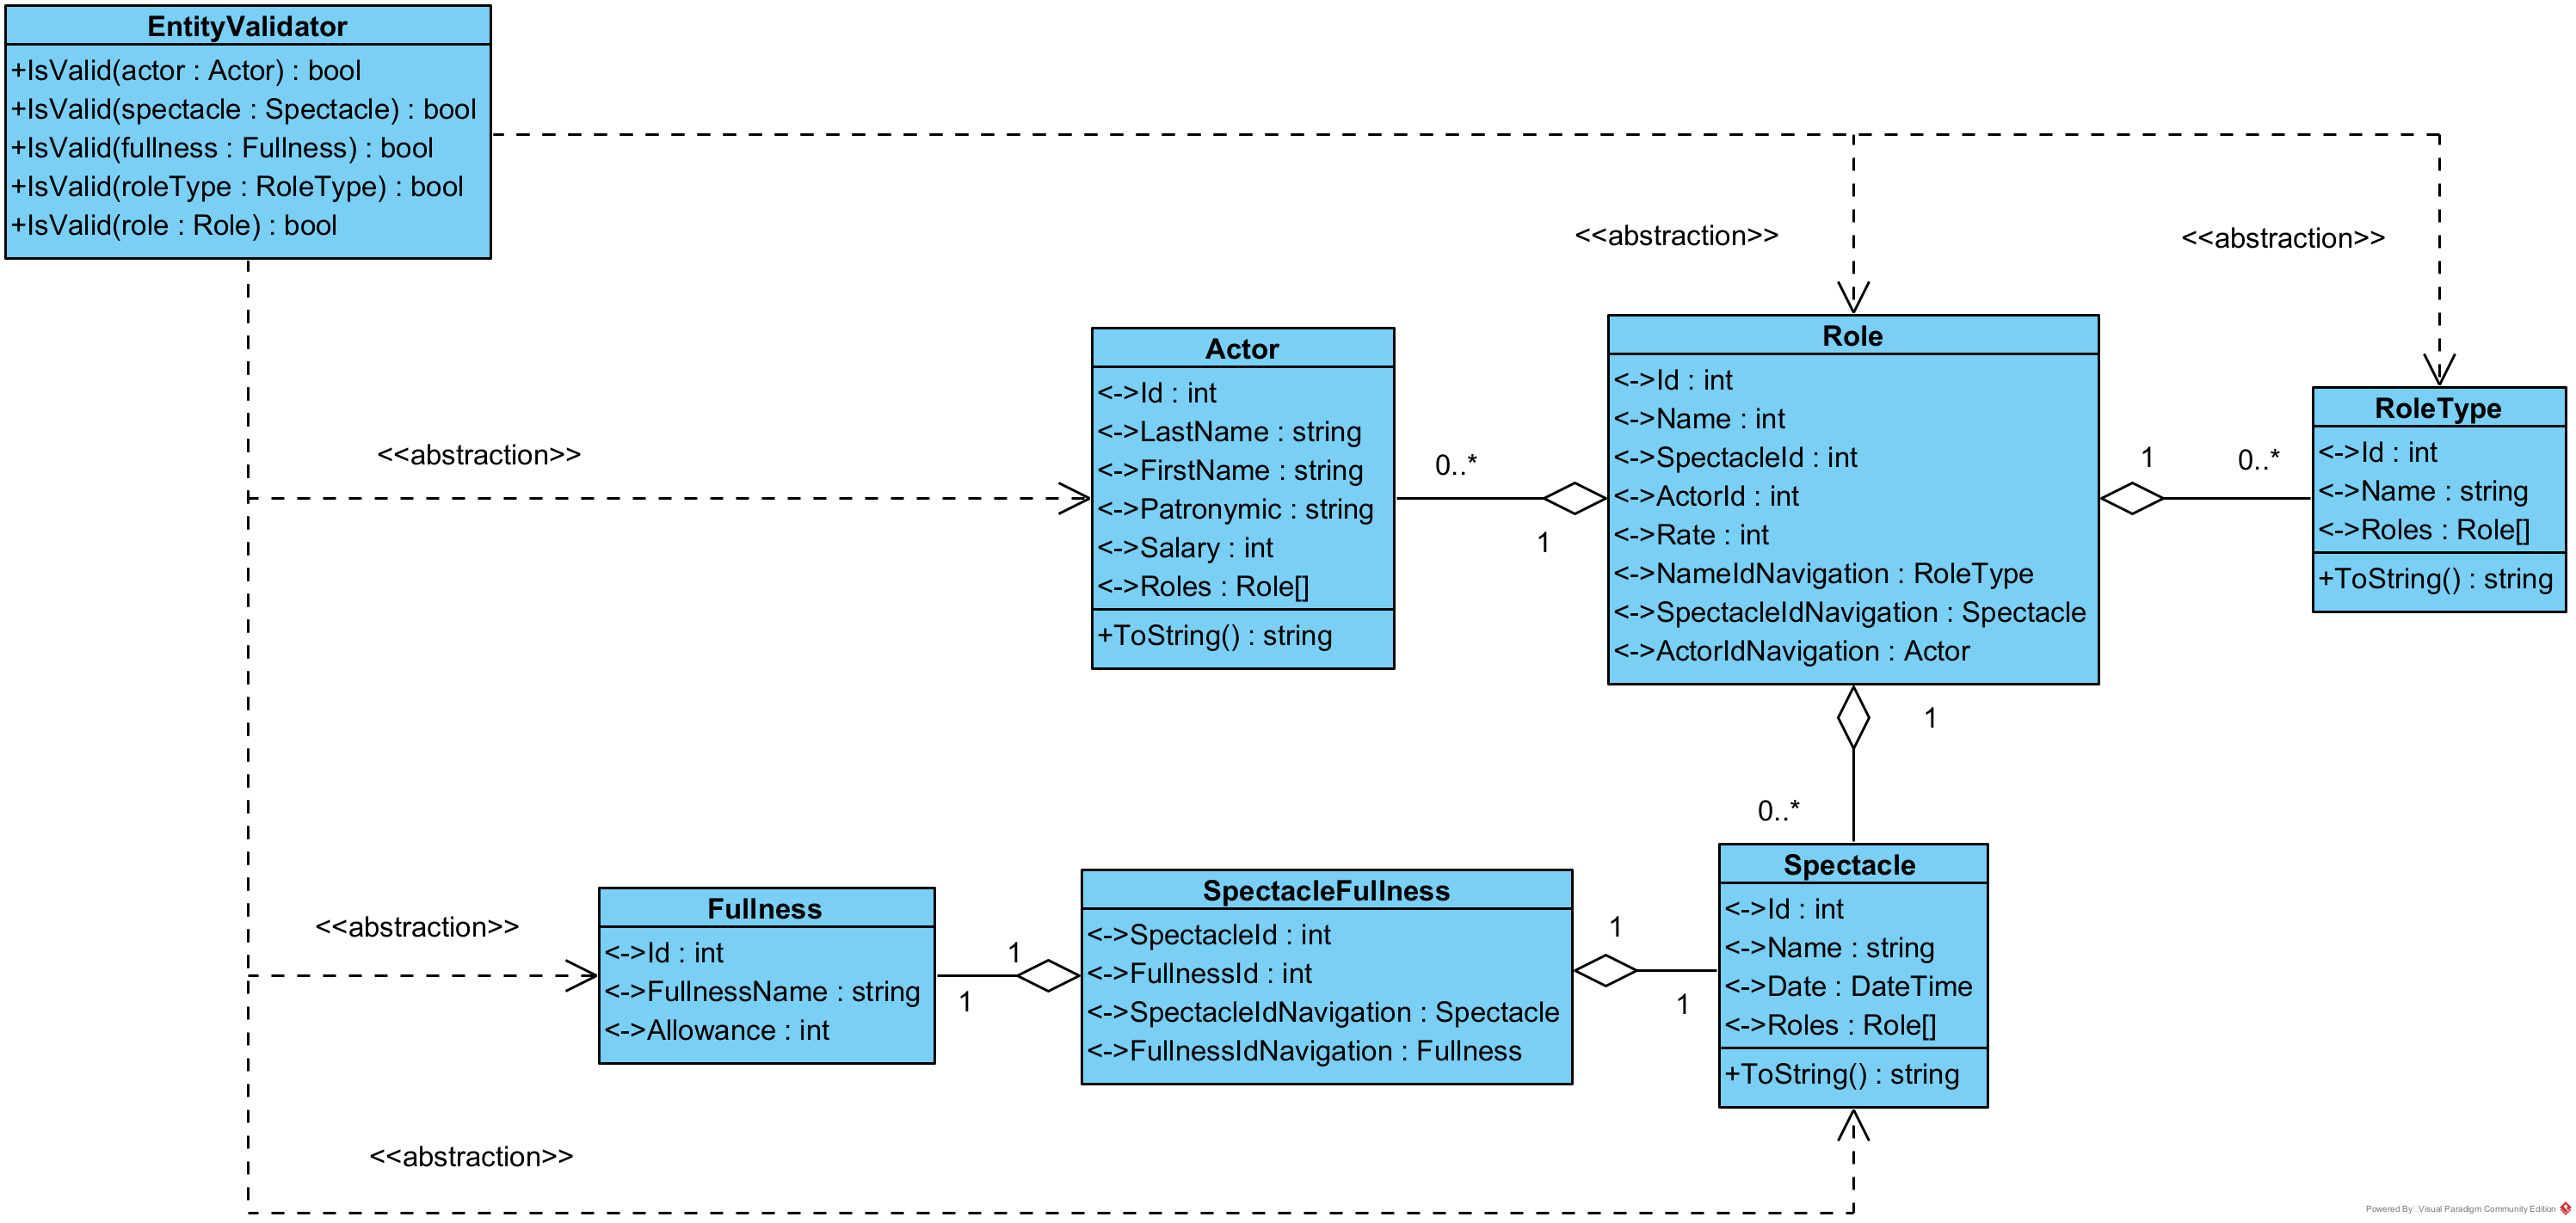 EntityValidator
+IsValid(actor : Actor) : bool
+IsValid(spectacle : Spectacle) : bool
+IsValid(fullness : Fullness) : bool
+IsValid(roleType : RoleType) : bool
+IsValid(role : Role) : bool
<<abstraction>>
<<abstraction>>
<<abstraction>>
Actor
<->Id : int
<->LastName : string
<->FirstName : string
<->Patronymic : string
<->Salary : int
<->Roles : Role[]
+ToString() : string
0..*
1
Role
<->Id : int
<->Name : int
<->SpectacleId : int
<->ActorId : int
<->Rate : int
<->NameIdNavigation : RoleType
<->SpectacleIdNavigation : Spectacle
<->ActorIdNavigation : Actor
1
0..*
RoleType
<->Id : int
<->Name : string
<->Roles : Role[]
+ToString() : string
1
0..*
<<abstraction>>
Fullness
<->Id : int
<->FullnessName : string
<->Allowance : int
1
1
SpectacleFullness
<->SpectacleId : int
<->FullnessId : int
<->SpectacleIdNavigation : Spectacle
<->FullnessIdNavigation : Fullness
1
1
Spectacle
<->Id : int
<->Name : string
<->Date : DateTime
<->Roles : Role[]
+ToString() : string
<<abstraction>>
Powered By: Visual Paradigm Community Edition